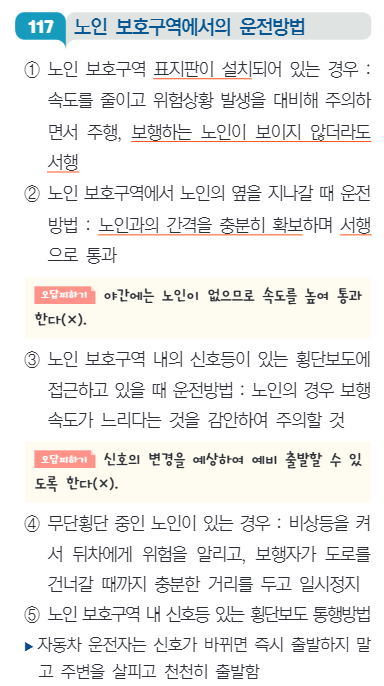 117 노인 보호구역에서의 운전방법
① 노인 보호구역 표지판이 설치되어 있는 경우 :
속도를 줄이고 위험상황 발생을 대비해 주의하
면서 주행, 보행하는 노인이 보이지 않더라도
서행
② 노인 보호구역에서 노인의 옆을 지나갈 때 운전
방법 : 노인과의 간격을 충분히 확보하며 서행
으로 통과
오답피하기 야간에는 노인이 없으므로 속도를 높여 통과
한다(×).
③ 노인 보호구역 내의 신호등이 있는 횡단보도에
접근하고 있을 때 운전방법 : 노인의 경우 보행
속도가 느리다는 것을 감안하여 주의할 것
오답피하기 신호의 변경을 예상하여 예비 출발할 수 있
도록 한다(×).
④ 무단횡단 중인 노인이 있는 경우 : 비상등을 켜
서 뒤차에게 위험을 알리고, 보행자가 도로를
건너갈 때까지 충분한 거리를 두고 일시정지
⑤ 노인 보호구역 내 신호등 있는 횡단보도 통행방법
▶ 자동차 운전자는 신호가 바뀌면 즉시 출발하지 말
고 주변을 살피고 천천히 출발함